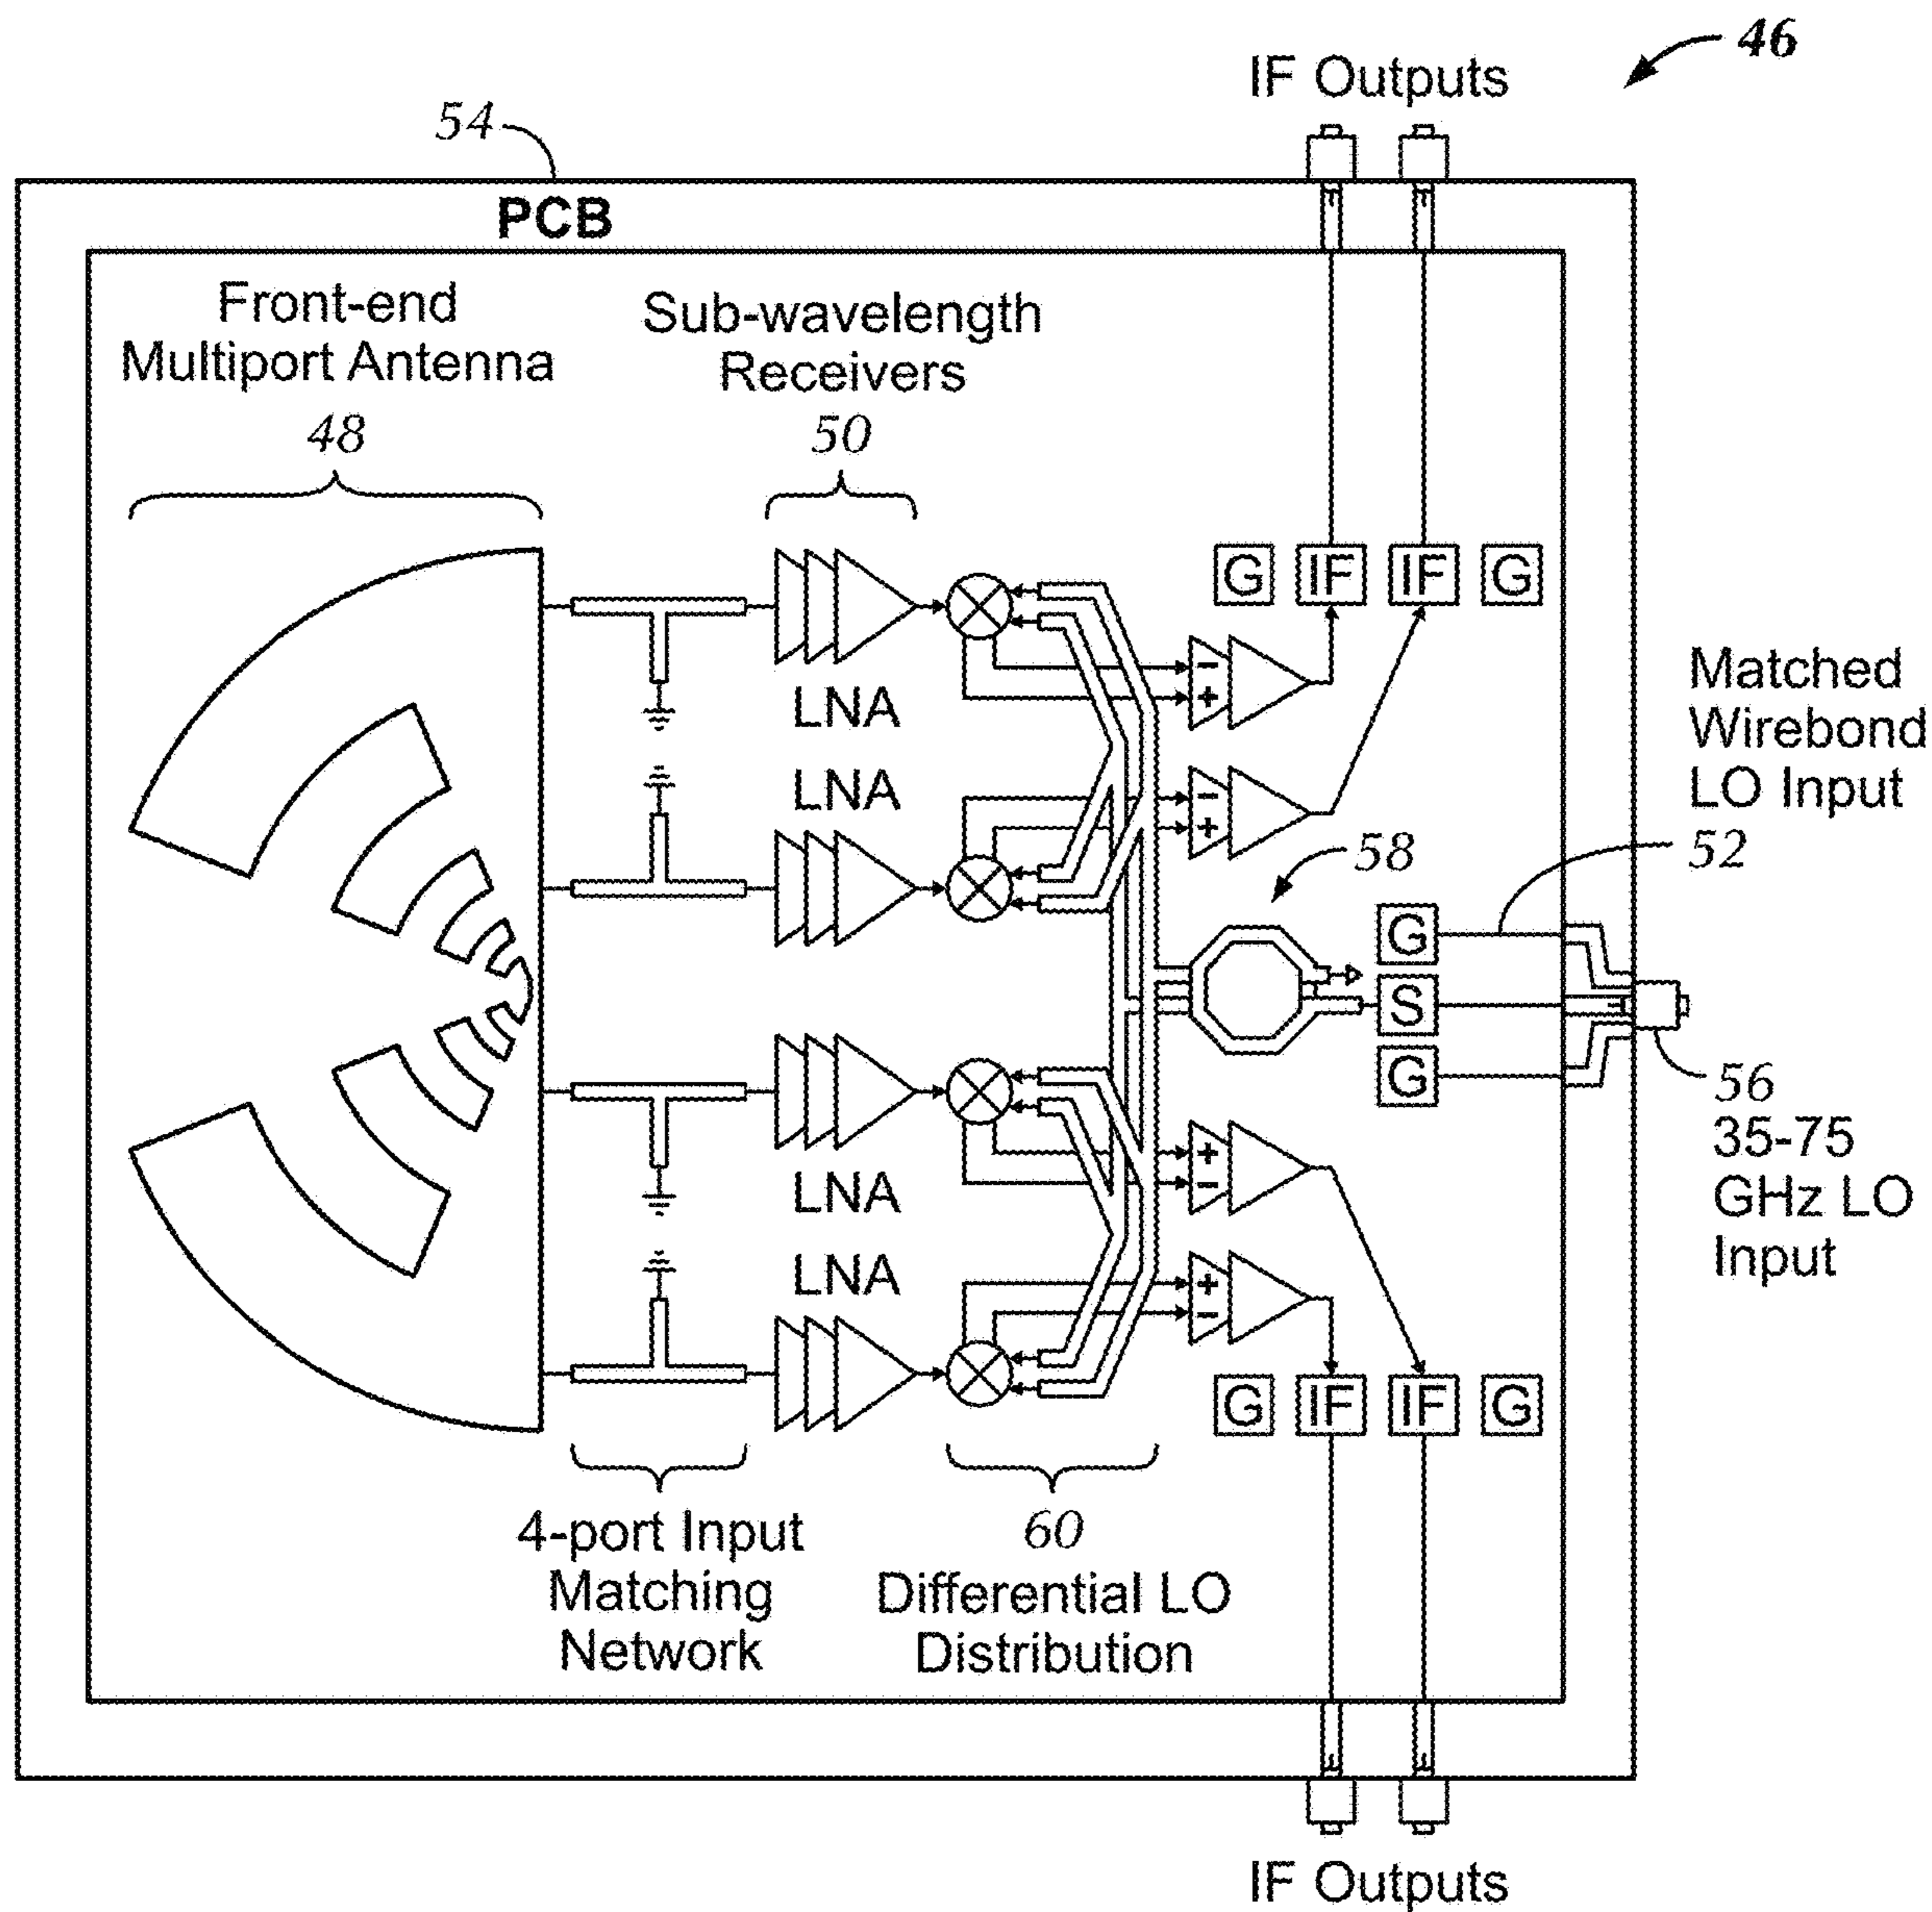 46
IF Outputs
54
PCB
Front-end
Multiport Antenna
48
Sub-wavelength
Receivers
50
G IF IF G
LNA
- +
LNA
- +
Matched
Wirebond
LO Input
52
58
G
S
G
56
35-75
GHz LO
Input
LNA
+ -
LNA
+ -
G IF IF G
4-port Input
Matching
Network
60
Differential LO
Distribution
IF Outputs